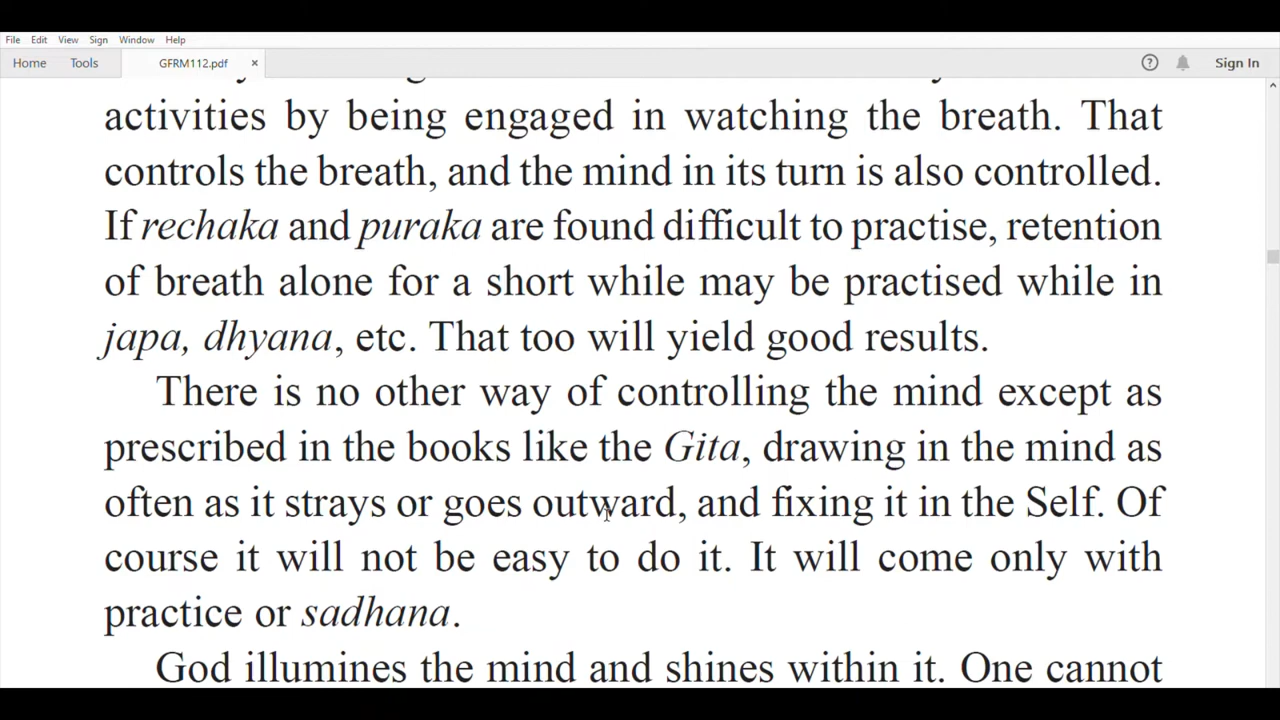 File Edit View Sign Window Help
Home Tools GFRM112.pdf × ? Sign In
activities by being engaged in watching the breath. That
controls the breath, and the mind in its turn is also controlled.
If rechaka and puraka are found difficult to practise, retention
of breath alone for a short while may be practised while in
japa, dhyana, etc. That too will yield good results.
There is no other way of controlling the mind except as
prescribed in the books like the Gita, drawing in the mind as
often as it strays or goes outward, and fixing it in the Self. Of
course it will not be easy to do it. It will come only with
practice or sadhana.
God illumines the mind and shines within it. One cannot